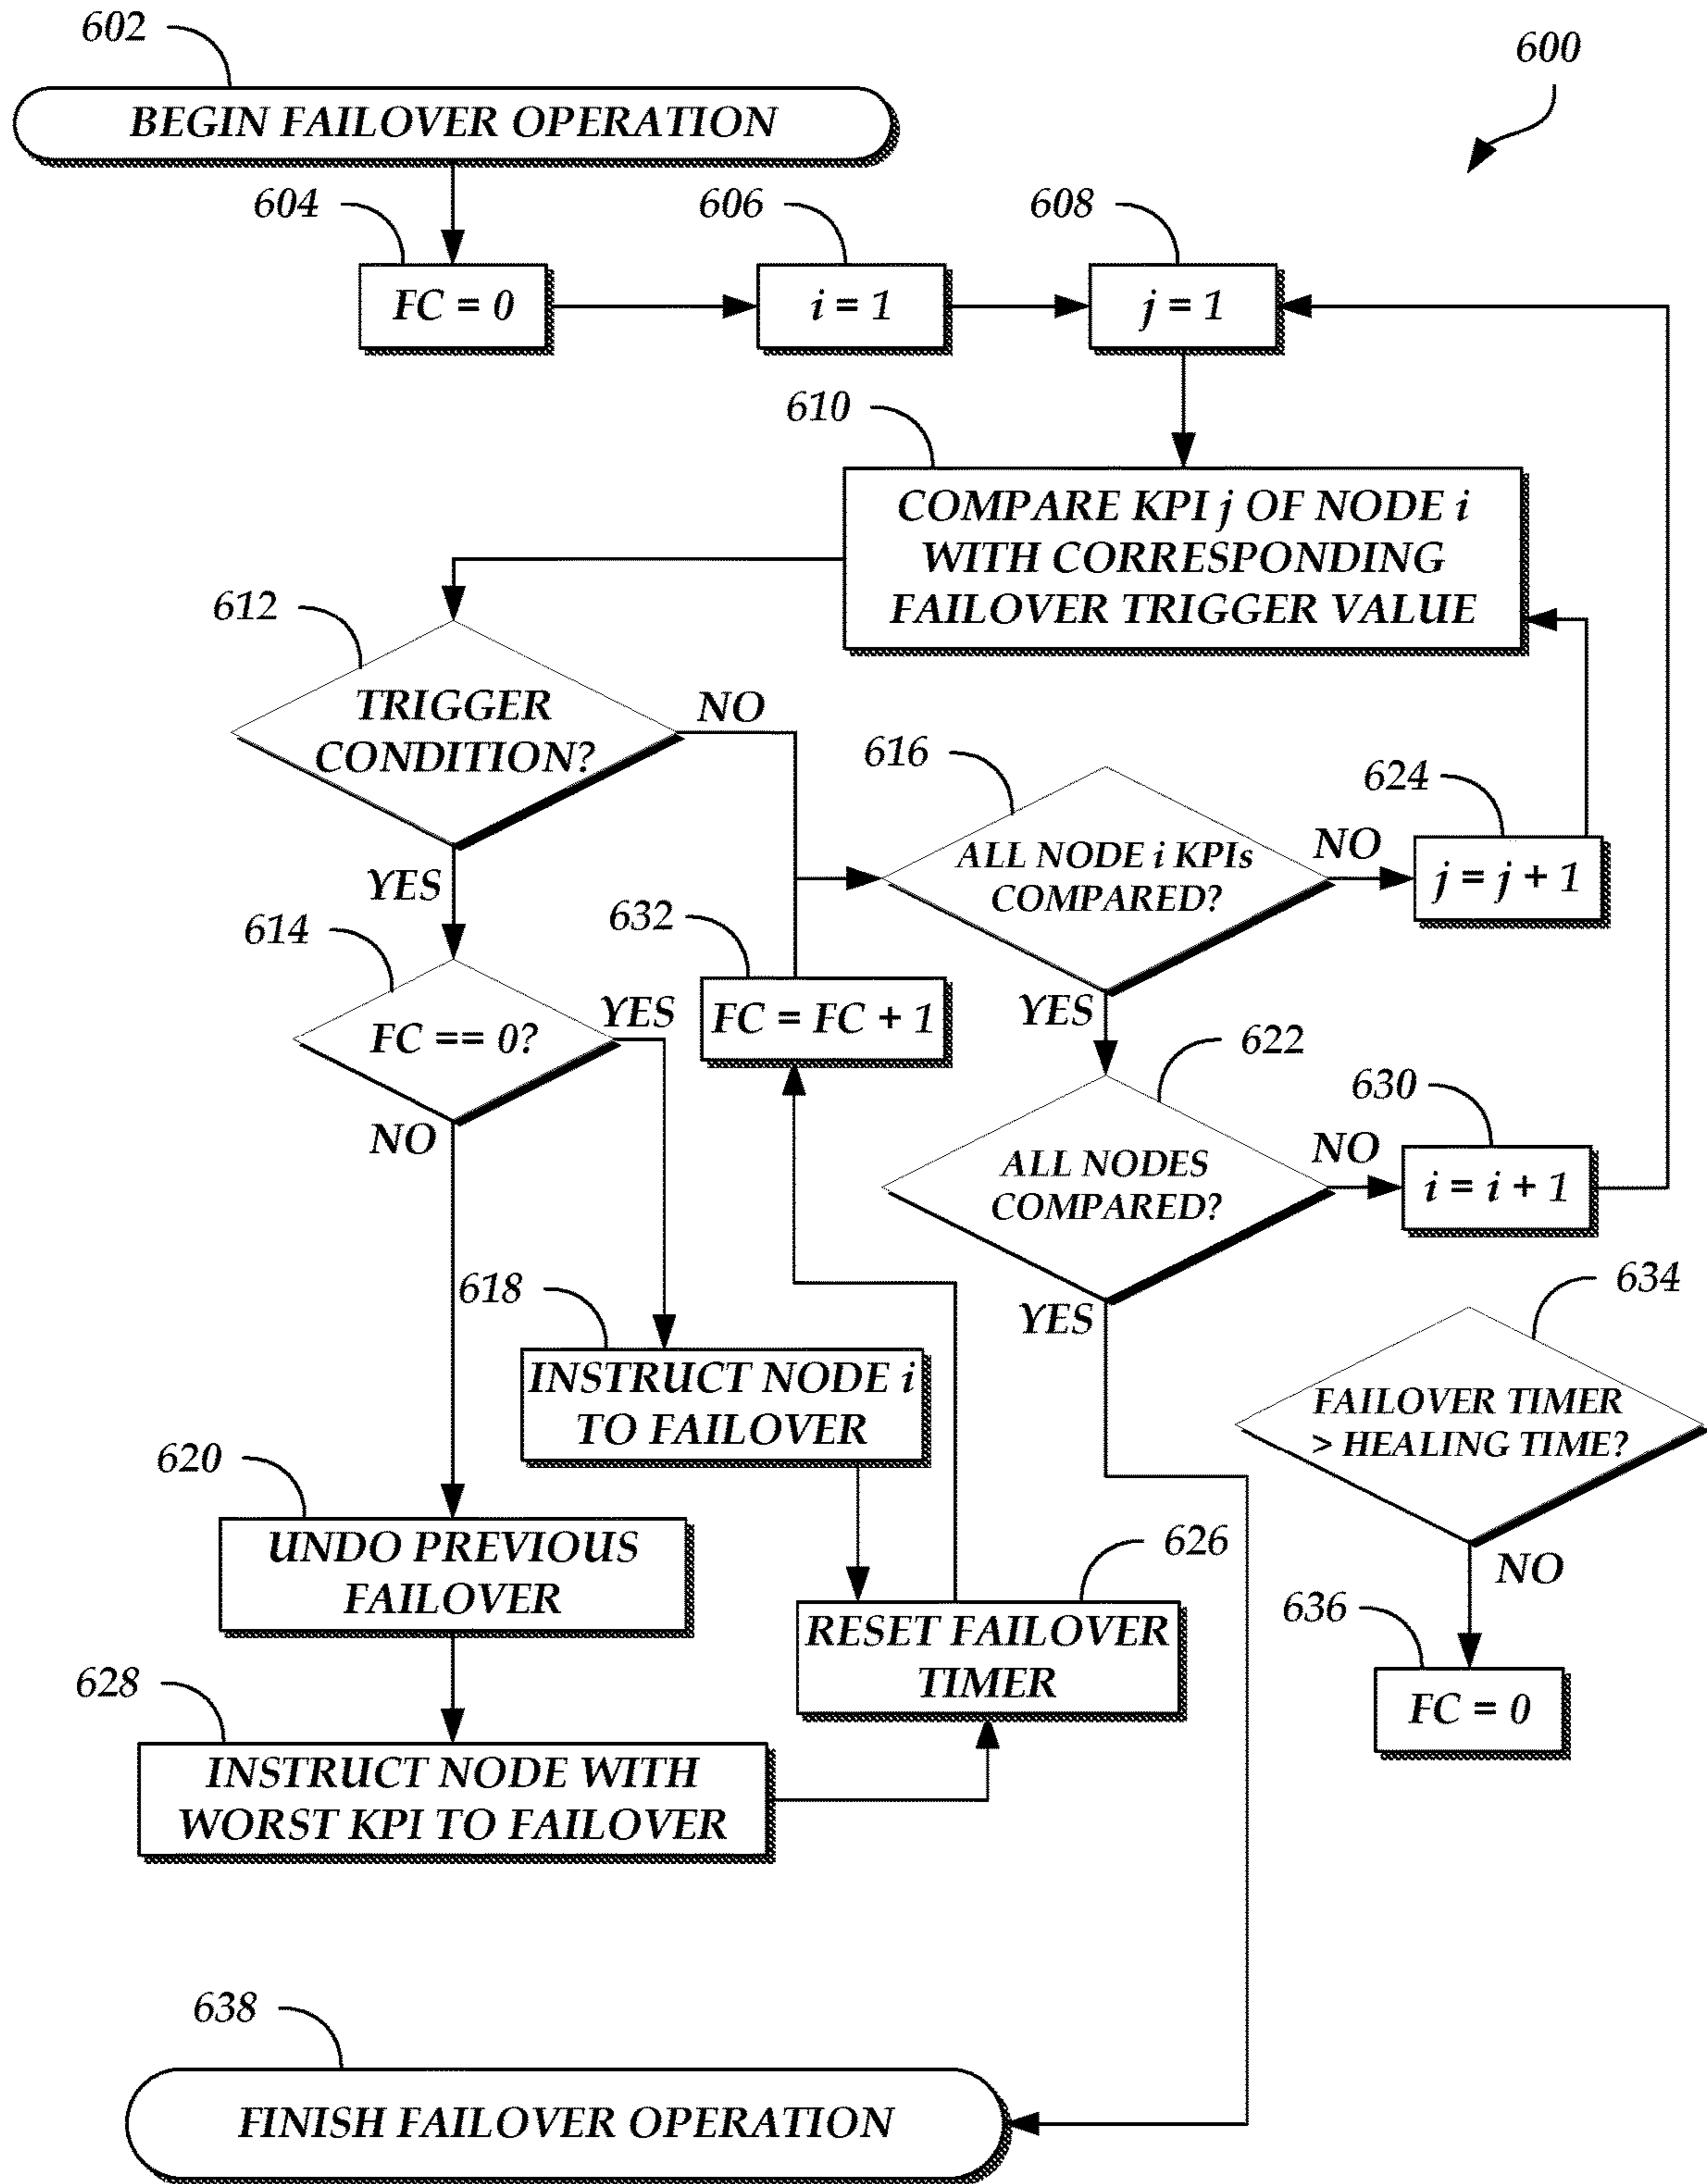 602
600
BEGIN FAILOVER OPERATION
604
606
608
FC = 0
i = 1
j = 1
610
COMPARE KPI j OF NODE i
WITH CORRESPONDING
FAILOVER TRIGGER VALUE
612
TRIGGER
CONDITION?
NO
YES
616
ALL NODE i KPIs
COMPARED?
NO
624
j = j + 1
YES
614
FC == 0?
YES
NO
632
FC = FC + 1
622
ALL NODES
COMPARED?
NO
630
i = i + 1
YES
618
INSTRUCT NODE i
TO FAILOVER
634
FAILOVER TIMER
> HEALING TIME?
NO
620
UNDO PREVIOUS
FAILOVER
626
RESET FAILOVER
TIMER
636
FC = 0
628
INSTRUCT NODE WITH
WORST KPI TO FAILOVER
638
FINISH FAILOVER OPERATION